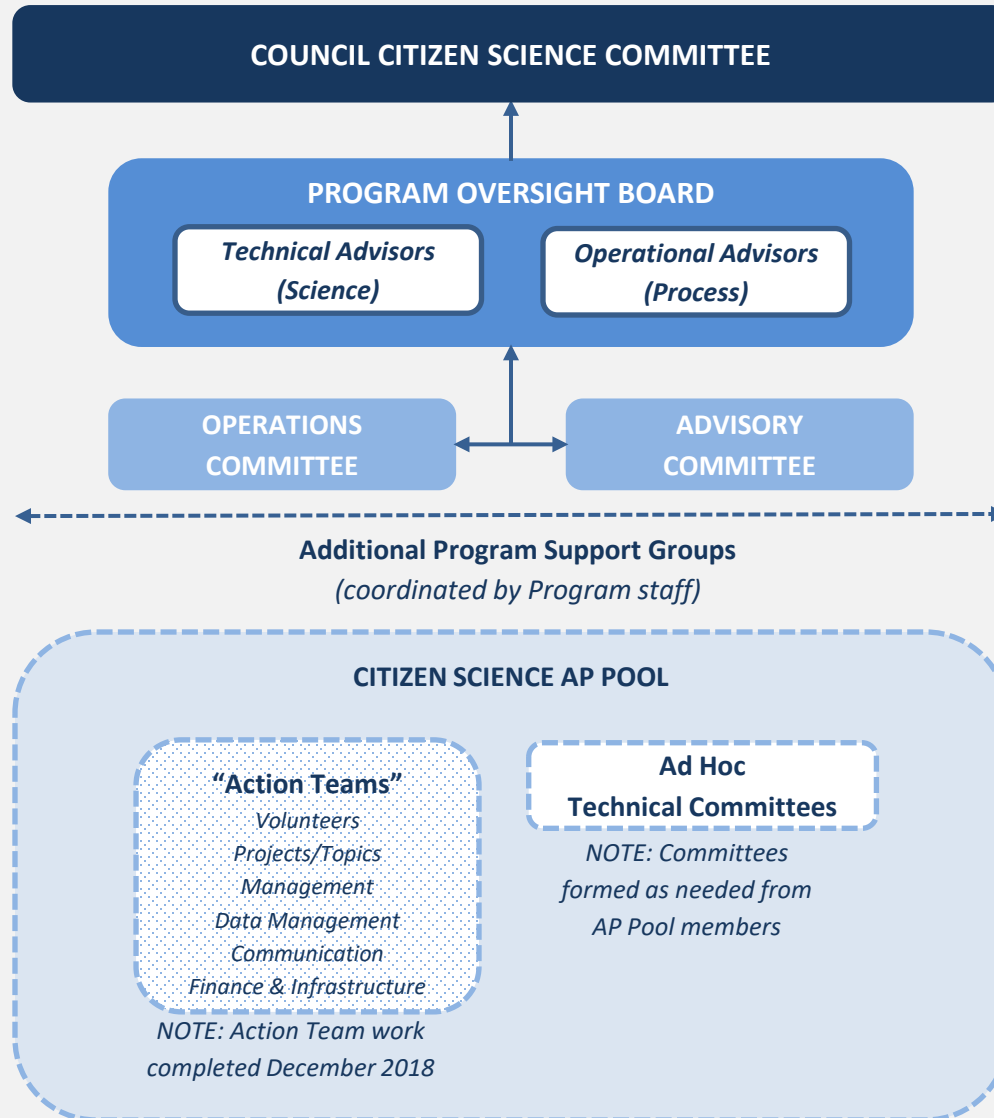 COUNCIL CITIZEN SCIENCE COMMITTEE
PROGRAM OVERSIGHT BOARD
Technical Advisors
(Science)
Operational Advisors
(Process)
OPERATIONS
COMMITTEE
ADVISORY
COMMITTEE
Additional Program Support Groups
(coordinated by Program staff)
CITIZEN SCIENCE AP POOL
“Action Teams”
Volunteers
Projects/Topics
Management
Data Management
Communication
Finance & Infrastructure
NOTE: Action Team work
completed December 2018
Ad Hoc
Technical Committees
NOTE: Committees
formed as needed from
AP Pool members